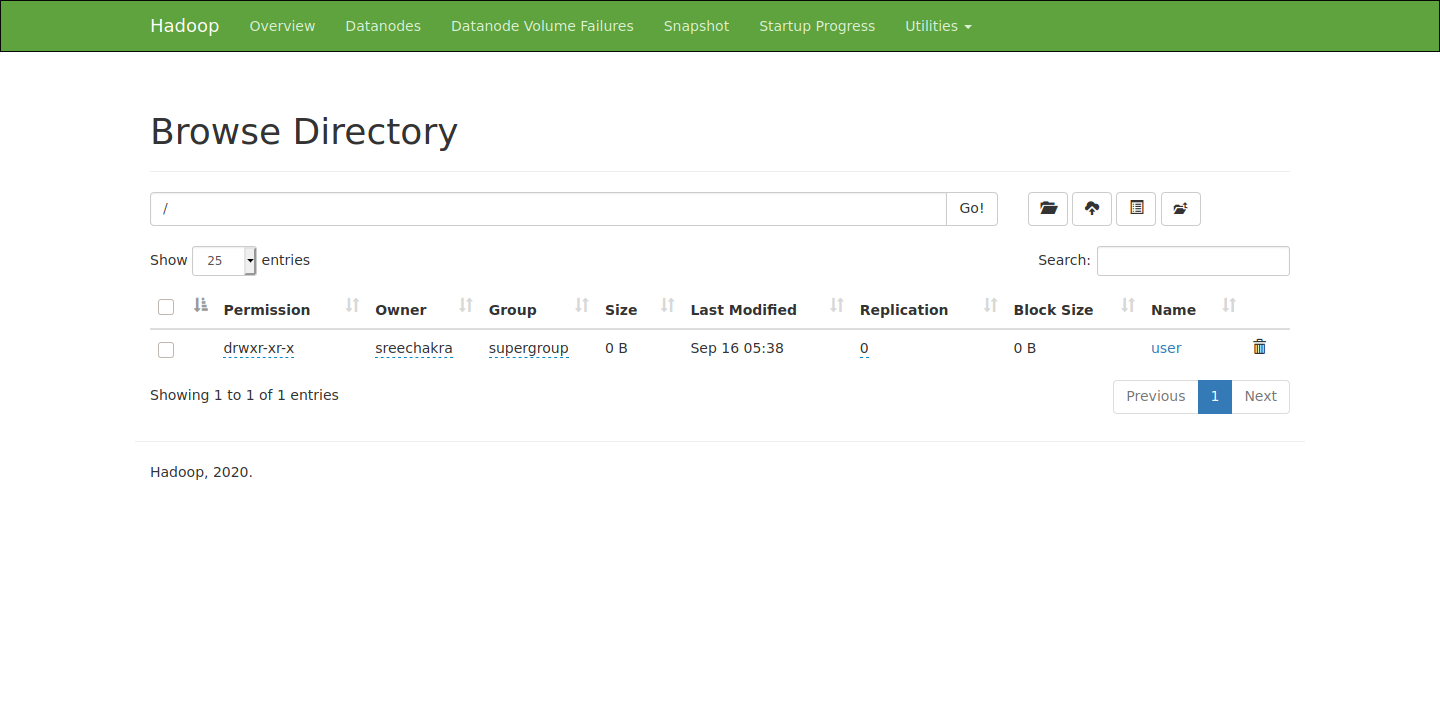 Hadoop Overview Datanodes Datanode Volume Failures Snapshot Startup Progress Utilities
Browse Directory
/ Go!
Show 25 entries Search:
Permission Owner Group Size Last Modified Replication Block Size Name
drwxr-xr-x sreechakra supergroup 0 B Sep 16 05:38 0 0 B user
Showing 1 to 1 of 1 entries Previous 1 Next
Hadoop, 2020.